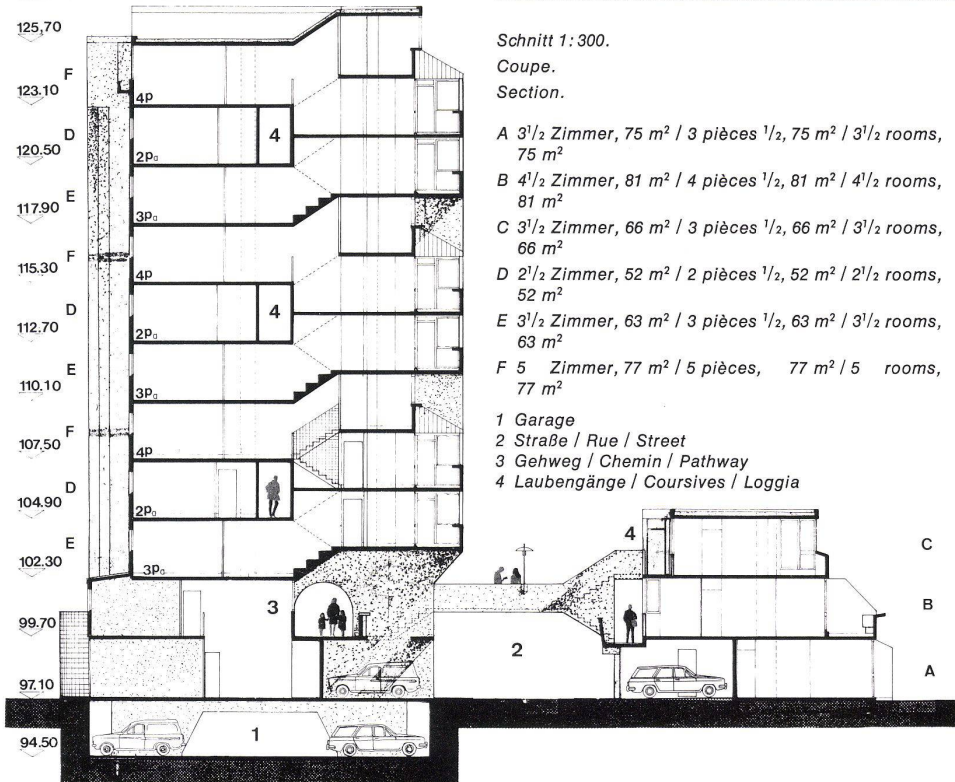 125,70
F
123.10
D
120.50
E
117.90
F
115.30
D
112.70
E
110.10
F
107.50
D
104.90
E
102.30
99.70
97.10
94.50
4p
4
2pa
3pa
4p
4
2pa
3pa
4p
2pa
3pa
3
1
2
4
C
B
A
Schnitt 1:300.
Coupe.
Section.
A 3½ Zimmer, 75 m² / 3 pièces ½, 75 m² / 3½ rooms,
75 m²
B 4½ Zimmer, 81 m² / 4 pièces ½, 81 m² / 4½ rooms,
81 m²
C 3½ Zimmer, 66 m² / 3 pièces ½, 66 m² / 3½ rooms,
66 m²
D 2½ Zimmer, 52 m² / 2 pièces ½, 52 m² / 2½ rooms,
52 m²
E 3½ Zimmer, 63 m² / 3 pièces ½, 63 m² / 3½ rooms,
63 m²
F 5 Zimmer, 77 m² / 5 pièces, 77 m² / 5 rooms,
77 m²
1 Garage
2 Straße / Rue / Street
3 Gehweg / Chemin / Pathway
4 Laubengänge / Coursives / Loggia